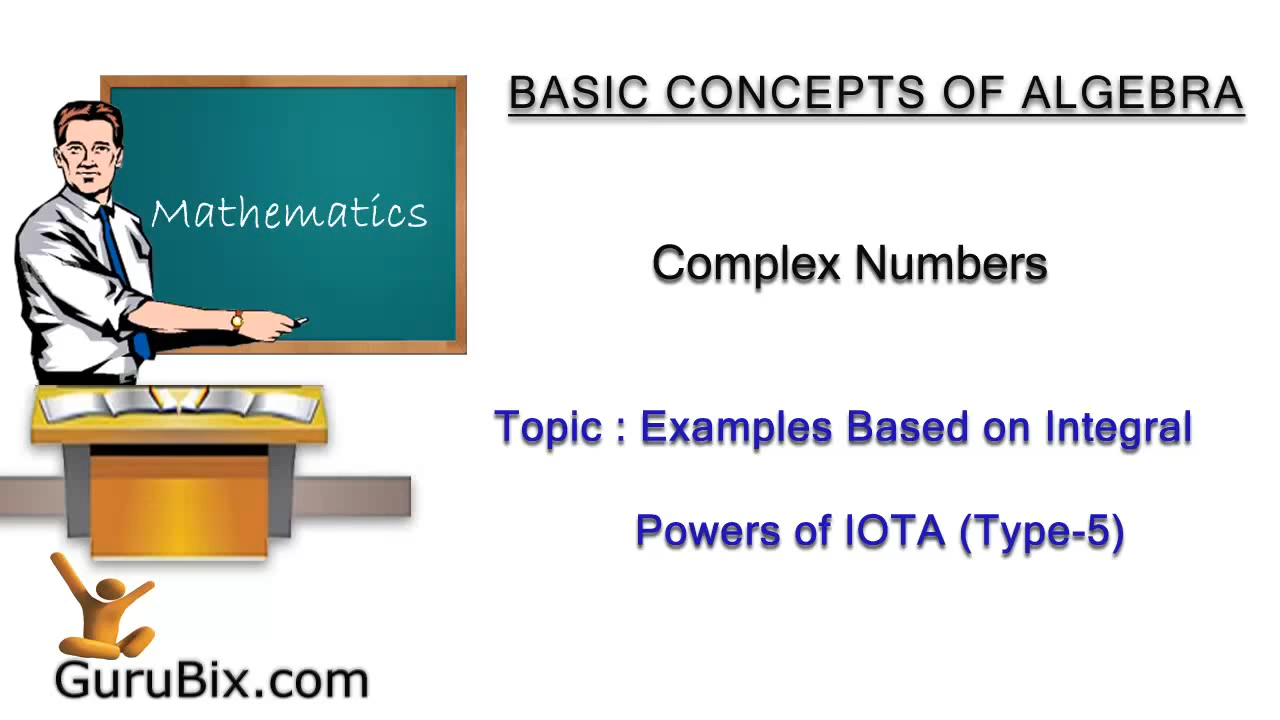 BASIC CONCEPTS OF ALGEBRA
Mathematics
Complex Numbers
Topic : Examples Based on Integral
Powers of IOTA (Type-5)
GuruBix.com